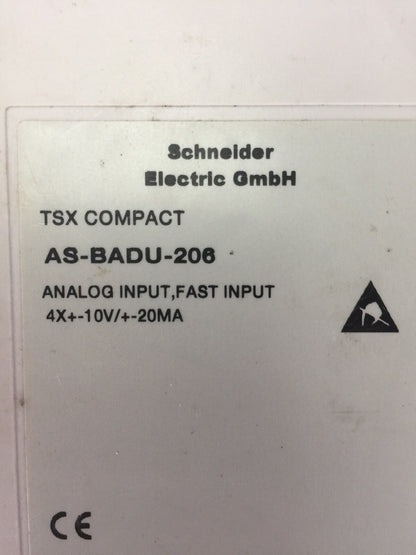 Schneider
Electric GmbH
TSX COMPACT
AS-BADU-206
ANALOG INPUT,FAST INPUT
4X+-10V/+-20MA
CE